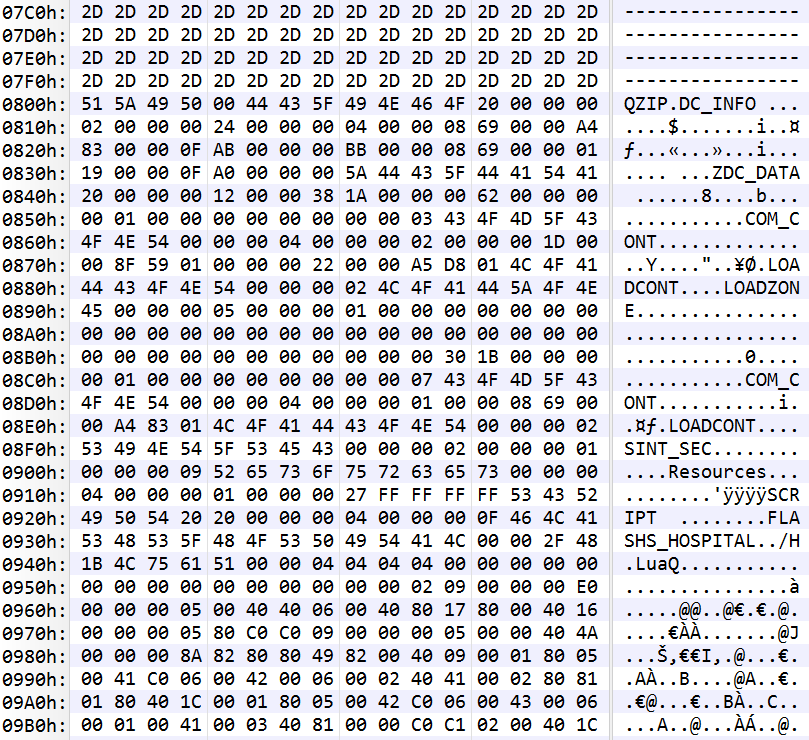 07C0h: 2D 2D 2D 2D 2D 2D 2D 2D 2D 2D 2D 2D 2D 2D 2D 2D ----------------
07D0h: 2D 2D 2D 2D 2D 2D 2D 2D 2D 2D 2D 2D 2D 2D 2D 2D ----------------
07E0h: 2D 2D 2D 2D 2D 2D 2D 2D 2D 2D 2D 2D 2D 2D 2D 2D ----------------
07F0h: 2D 2D 2D 2D 2D 2D 2D 2D 2D 2D 2D 2D 2D 2D 2D 2D ----------------
0800h: 51 5A 49 50 00 44 43 5F 49 4E 46 4F 20 00 00 00 QZIP.DC_INFO ...
0810h: 02 00 00 00 24 00 00 00 04 00 00 08 69 00 00 A4 ....$.......i..¤
0820h: 83 00 00 0F AB 00 00 00 BB 00 00 08 69 00 00 01 ƒ...«...»...i...
0830h: 19 00 00 0F A0 00 00 00 5A 44 43 5F 44 41 54 41 .... ...ZDC_DATA
0840h: 20 00 00 00 12 00 00 38 1A 00 00 00 62 00 00 00  ......8....b...
0850h: 00 01 00 00 00 00 00 00 00 03 43 4F 4D 5F 43 ...........COM_C
0860h: 4F 4E 54 00 00 00 04 00 00 00 02 00 00 00 1D 00 ONT.............
0870h: 00 8F 59 01 00 00 00 22 00 00 A5 D8 01 4C 4F 41 ..Y...."..¥Ø.LOA
0880h: 44 43 4F 4E 54 00 00 00 02 4C 4F 41 44 5A 4F 4E DCONT....LOADZON
0890h: 45 00 00 00 05 00 00 00 01 00 00 00 00 00 00 00 E...............
08A0h: 00 00 00 00 00 00 00 00 00 00 00 00 00 00 00 00 ................
08B0h: 00 00 00 00 00 00 00 00 00 00 00 30 1B 00 00 00 ...........0....
08C0h: 00 01 00 00 00 00 00 00 00 00 07 43 4F 4D 5F 43 ...........COM_C
08D0h: 4F 4E 54 00 00 00 04 00 00 00 01 00 00 08 69 00 ONT...........i.
08E0h: 00 A4 83 01 4C 4F 41 44 43 4F 4E 54 00 00 00 02 .¤ƒ.LOADCONT....
08F0h: 53 49 4E 54 5F 53 45 43 00 00 00 02 00 00 00 01 SINT_SEC........
0900h: 00 00 00 09 52 65 73 6F 75 72 63 65 73 00 00 00 ....Resources...
0910h: 04 00 00 00 01 00 00 00 27 FF FF FF FF 53 43 52 ........'ÿÿÿÿSCR
0920h: 49 50 54 20 20 00 00 00 04 00 00 00 0F 46 4C 41 IPT  ........FLA
0930h: 53 48 53 5F 48 4F 53 50 49 54 41 4C 00 00 2F 48 SHS_HOSPITAL../H
0940h: 1B 4C 75 61 51 00 00 04 04 04 00 00 00 00 00 00 .LuaQ...........
0950h: 00 00 00 00 00 00 00 00 00 00 00 02 09 00 00 00 E0 ...............à
0960h: 00 00 00 05 00 40 40 06 00 40 80 17 80 00 40 16 .....@@..@€.€.@.
0970h: 00 00 00 05 80 C0 C0 09 00 00 00 05 00 00 40 4A ....€ÀÀ.......@J
0980h: 00 00 00 8A 82 80 80 49 82 00 40 09 00 01 80 05 ...Š‚€€I‚.@...€.
0990h: 00 41 C0 06 00 42 00 06 00 02 40 41 00 02 80 81 .AÀ..B....@A..€.
09A0h: 01 80 40 1C 00 01 80 05 00 42 C0 06 00 43 00 06 .€@...€..BÀ..C..
09B0h: 00 01 00 41 00 03 40 81 00 00 C0 C1 02 00 40 1C ...A..@...ÀÁ..@.